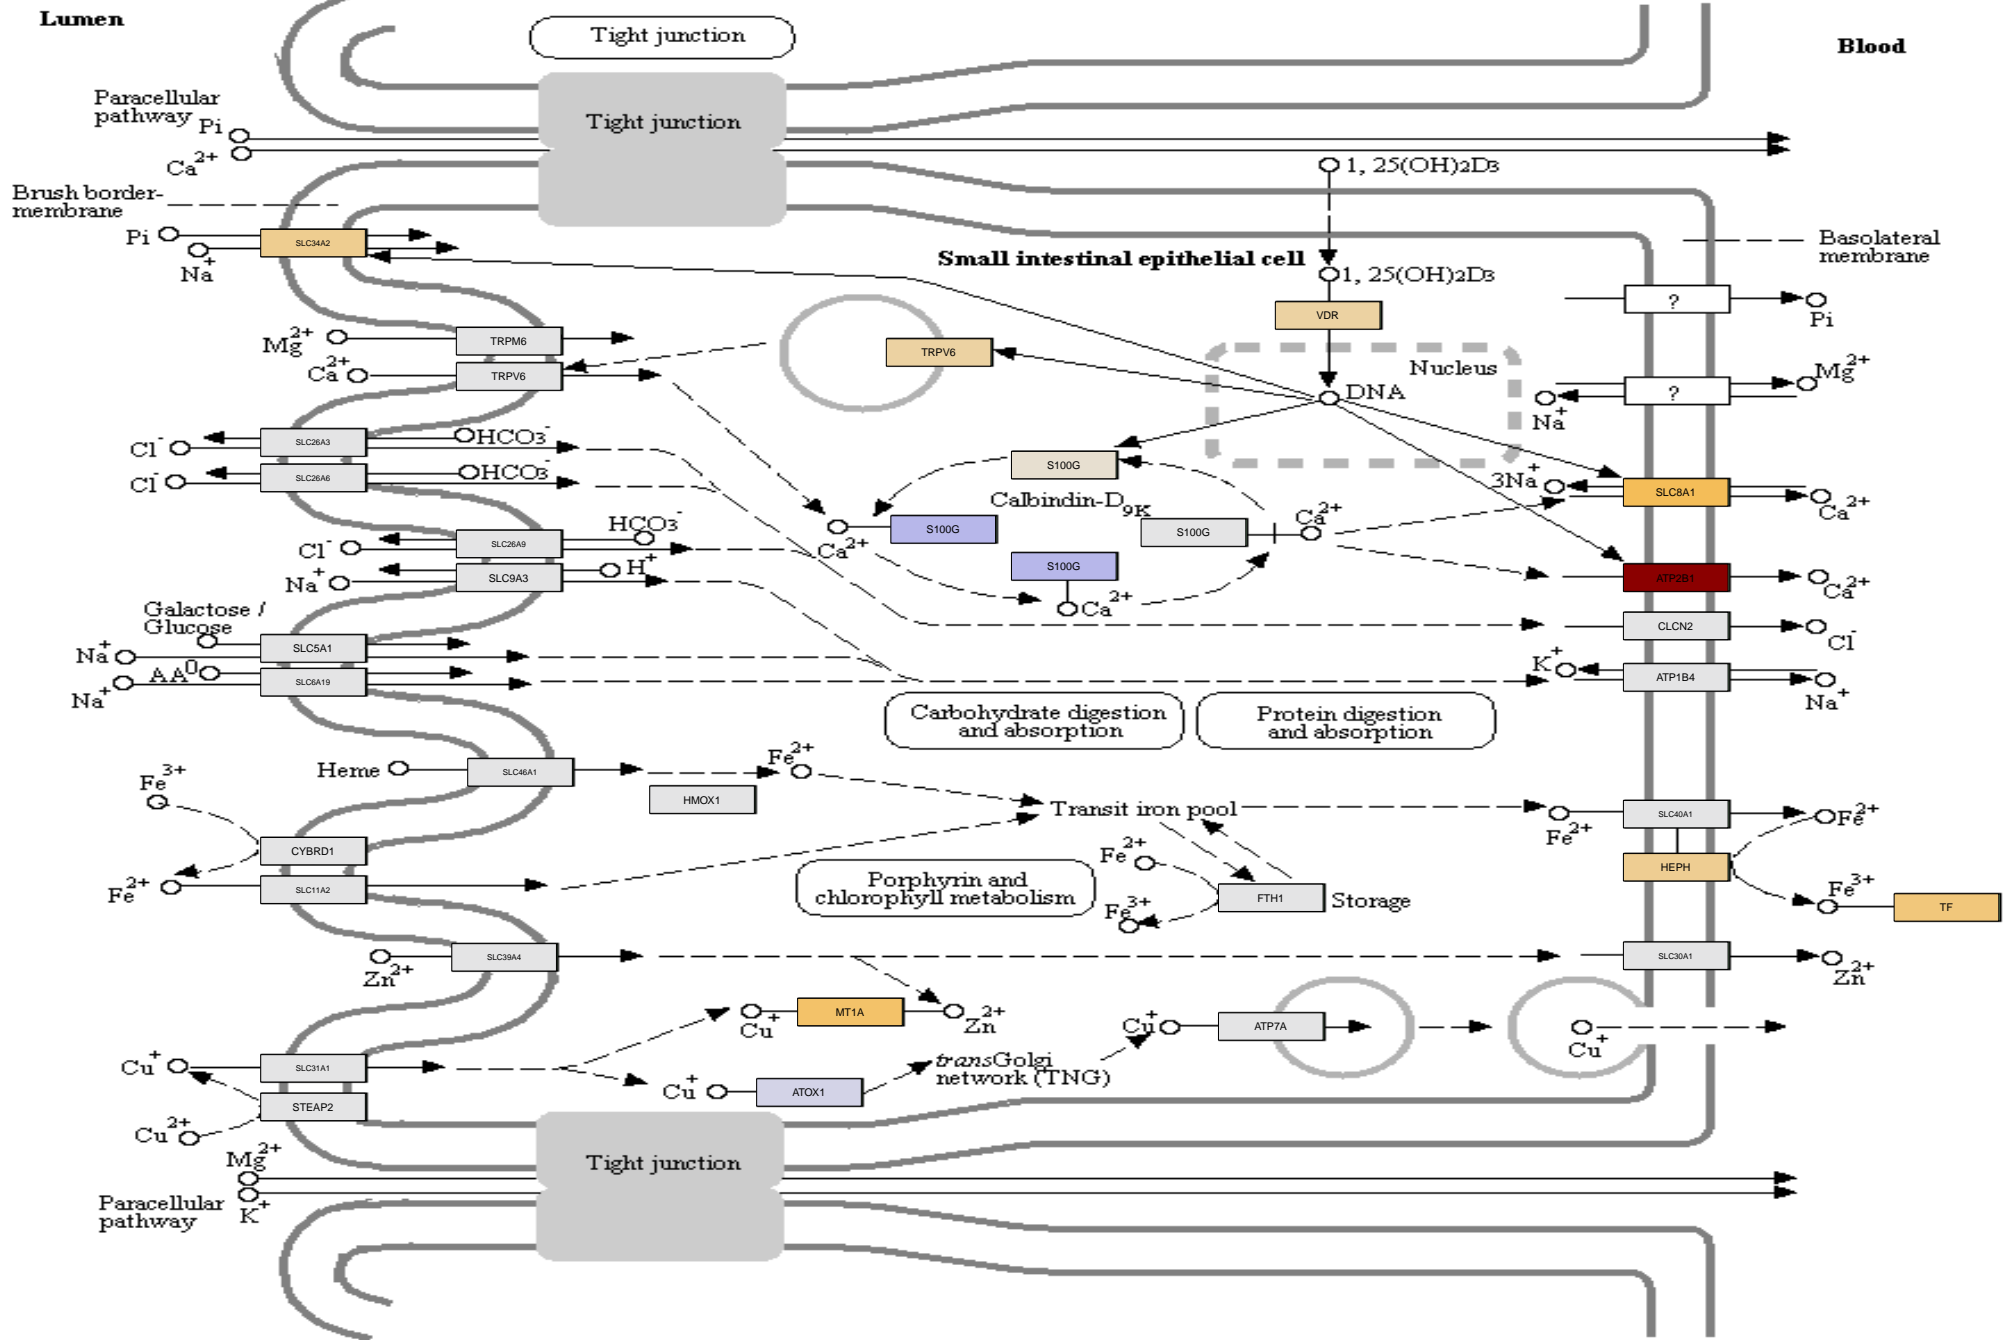 Lumen
Tight junction
Blood
Paracellular
pathway
Tight junction
Pi
Ca2+
1, 25(OH)2D3
Brush border-
membrane
Pi
SLC34A2
Na+
Basolateral
membrane
Small intestinal epithelial cell
1, 25(OH)2D3
?
Pi
VDR
Mg2+
TRPM6
TRPV6
Nucleus
Ca2+
TRPV6
Mg2+
?
DNA
Na+
Cl-
SLC26A3
HCO3-
Cl-
SLC26A6
HCO3-
S100G
Calbindin-D9K
3Na+
SLC8A1
Ca2+
HCO3-
Cl-
SLC26A9
Ca2+
S100G
S100G
Ca2+
Na+
SLC9A3
H+
S100G
Ca2+
ATP2B1
Ca2+
Galactose /
Glucose
CLCN2
Cl-
Na+
SLC5A1
AA0
Na+
SLC6A19
K+
ATP1B4
Na+
Carbohydrate digestion
and absorption
Protein digestion
and absorption
Heme
SLC46A1
Fe2+
Fe3+
HMOX1
Transit iron pool
Fe2+
SLC40A1
Fe2+
CYBRD1
Fe2+
SLC11A2
Porphyrin and
chlorophyll metabolism
Fe2+
Fe3+
FTH1
Storage
HEPH
Fe3+
TF
Zn2+
SLC39A4
SLC30A1
Zn2+
Cu+
MT1A
Zn2+
Cu+
ATP7A
Cu+
Cu+
SLC31A1
transGolgi
network (TNG)
Cu+
ATOX1
STEAP2
Cu2+
Mg2+
Tight junction
Paracellular
pathway
K+